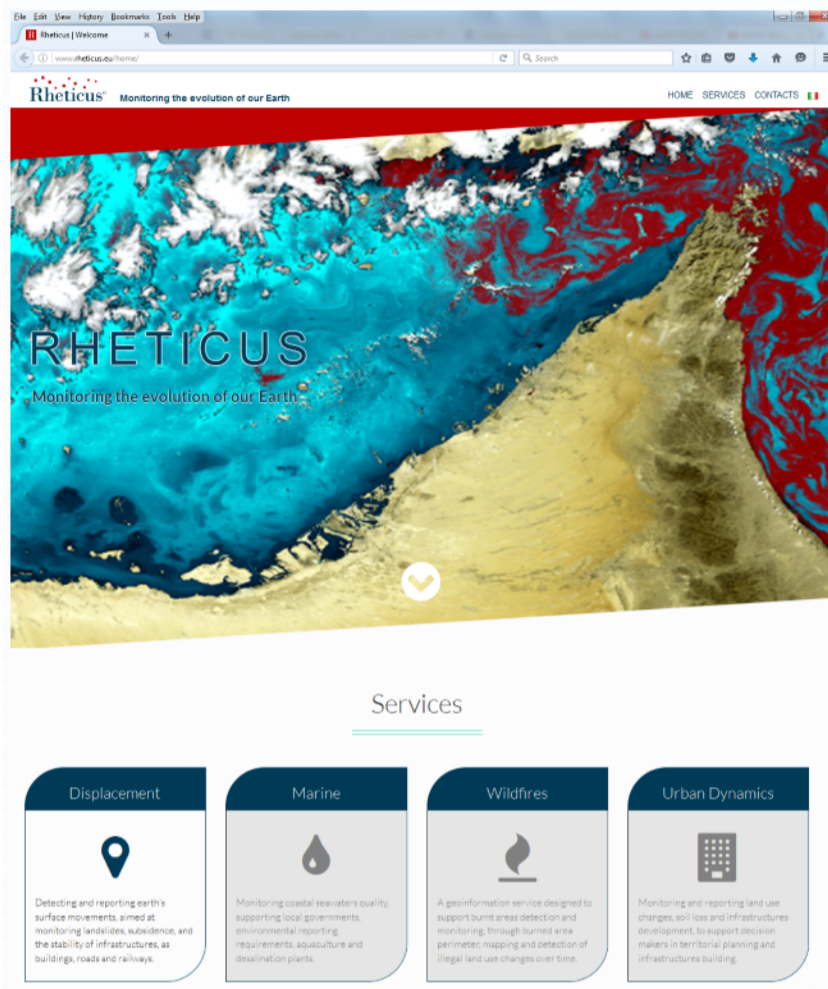 File Edit View History Bookmarks Tools Help
Rheticus | Welcome
www.rheticus.eu/home/
Search
Rheticus
Monitoring the evolution of our Earth
HOME SERVICES CONTACTS
RHETICUS
Monitoring the evolution of our Earth
Services
Displacement
Detecting and reporting earth's
surface movements, aimed at
monitoring landslides, subsidence, and
the stability of infrastructures, as
buildings, roads and railways.
Marine
Monitoring coastal seawaters quality,
supporting local governments,
environmental reporting
requirements, aquaculture and
desalination plants.
Wildfires
A geoinformation service designed to
support burnt areas detection and
monitoring, through burned area
perimeter, mapping and detection of
illegal land use changes over time.
Urban Dynamics
Monitoring and reporting land use
changes, soil loss and infrastructures
development, to support decision
makers in territorial planning and
infrastructures building.